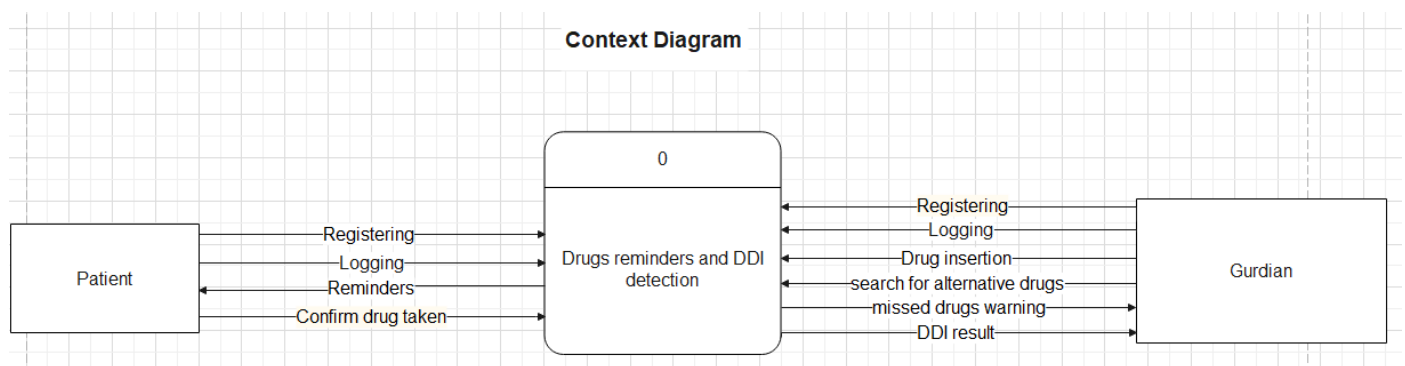 Context Diagram
0
Patient
Registering
Logging
Reminders
Confirm drug taken
Drugs reminders and DDI
detection
Registering
Logging
Drug insertion
search for alternative drugs
missed drugs warning
DDI result
Gurdian